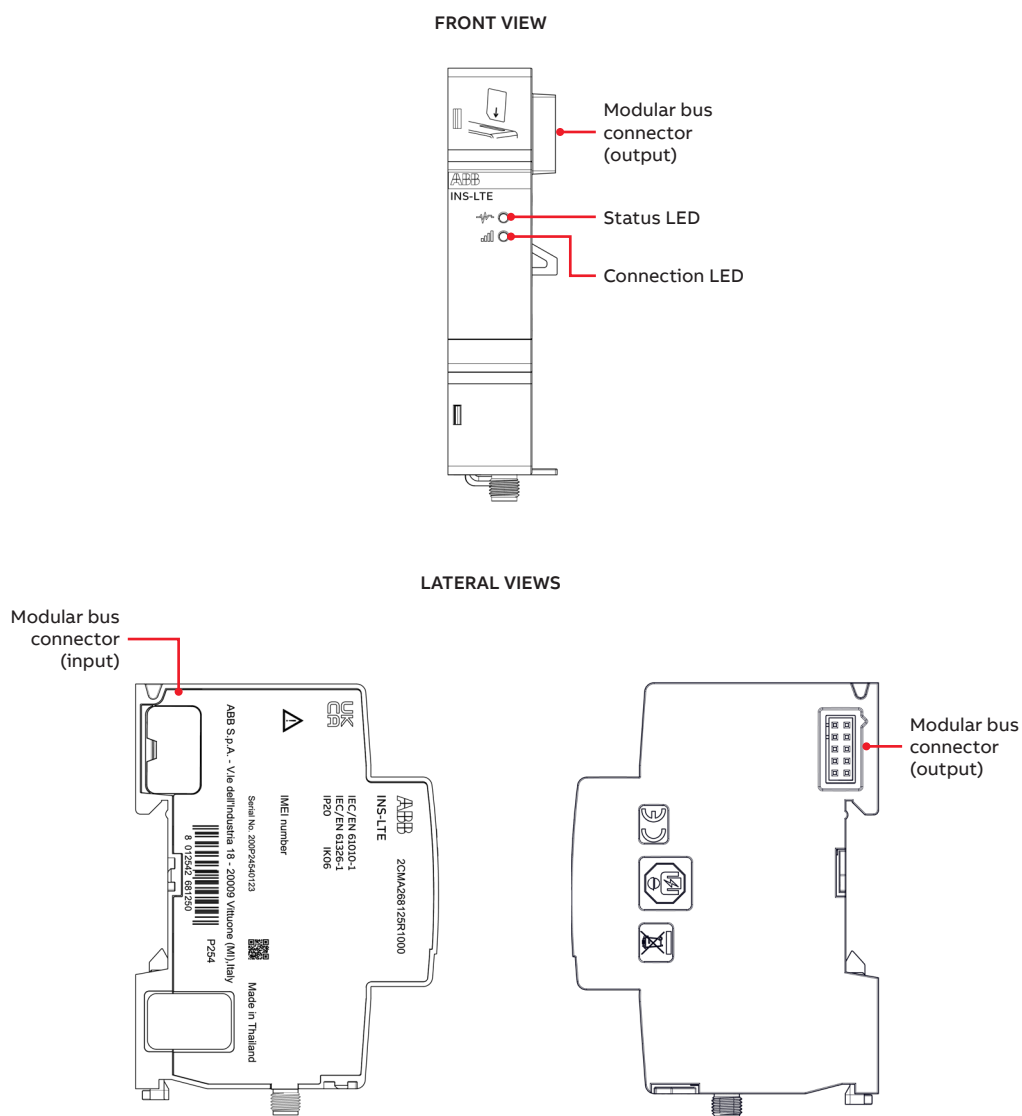 FRONT VIEW
Modular bus
connector
(output)
ABB
INS-LTE
Status LED
Connection LED
LATERAL VIEWS
Modular bus
connector
(input)
UK
CA
ABB
INS-LTE
2CMA268125R1000
IEC/EN 61010-1
IEC/EN 61326-1
IP20 IK06
IMEI number
Serial No. 200P24540123
Made in Thailand
ABB S.p.A. - V.le dell'Industria 18 - 20009 Vittuone (MI),Italy
8 012542 681250
P254
CE
Modular bus
connector
(output)